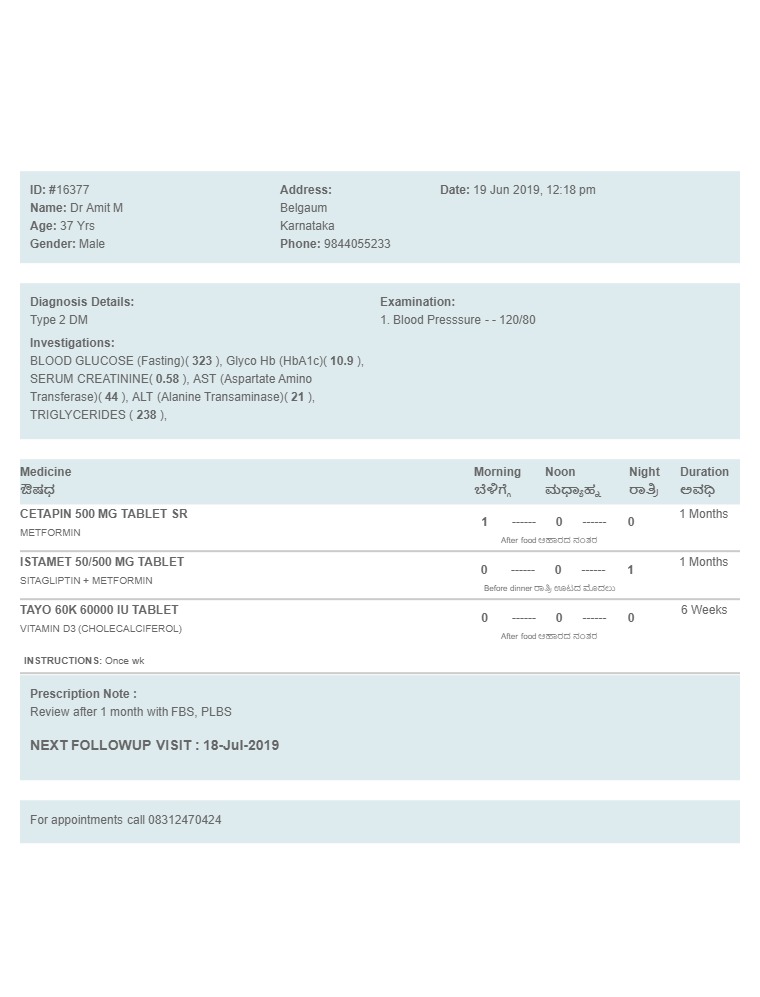 ID: #16377
Name: Dr Amit M
Age: 37 Yrs
Gender: Male
Address:
Belgaum
Karnataka
Phone: 9844055233
Date: 19 Jun 2019, 12:18 pm
Diagnosis Details:
Type 2 DM
Investigations:
BLOOD GLUCOSE (Fasting)( 323 ), Glyco Hb (HbA1c)( 10.9 ),
SERUM CREATININE( 0.58 ), AST (Aspartate Amino
Transferase)( 44 ), ALT (Alanine Transaminase)( 21 ),
TRIGLYCERIDES ( 238 ),
Examination:
1. Blood Presssure - - 120/80
Medicine Morning Noon Night Duration
ಔಷಧ ಬೆಳಿಗ್ಗೆ ಮಧ್ಯಾಹ್ನ ರಾತ್ರಿ ಅವಧಿ
CETAPIN 500 MG TABLET SR 1 ------ 0 ------ 0 1 Months
METFORMIN After food ಆಹಾರದ ನಂತರ
ISTAMET 50/500 MG TABLET 0 ------ 0 ------ 1 1 Months
SITAGLIPTIN + METFORMIN Before dinner ರಾತ್ರಿ ಊಟದ ಮೊದಲು
TAYO 60K 60000 IU TABLET 0 ------ 0 ------ 0 6 Weeks
VITAMIN D3 (CHOLECALCIFEROL) After food ಆಹಾರದ ನಂತರ
INSTRUCTIONS: Once wk
Prescription Note :
Review after 1 month with FBS, PLBS
NEXT FOLLOWUP VISIT : 18-Jul-2019
For appointments call 08312470424